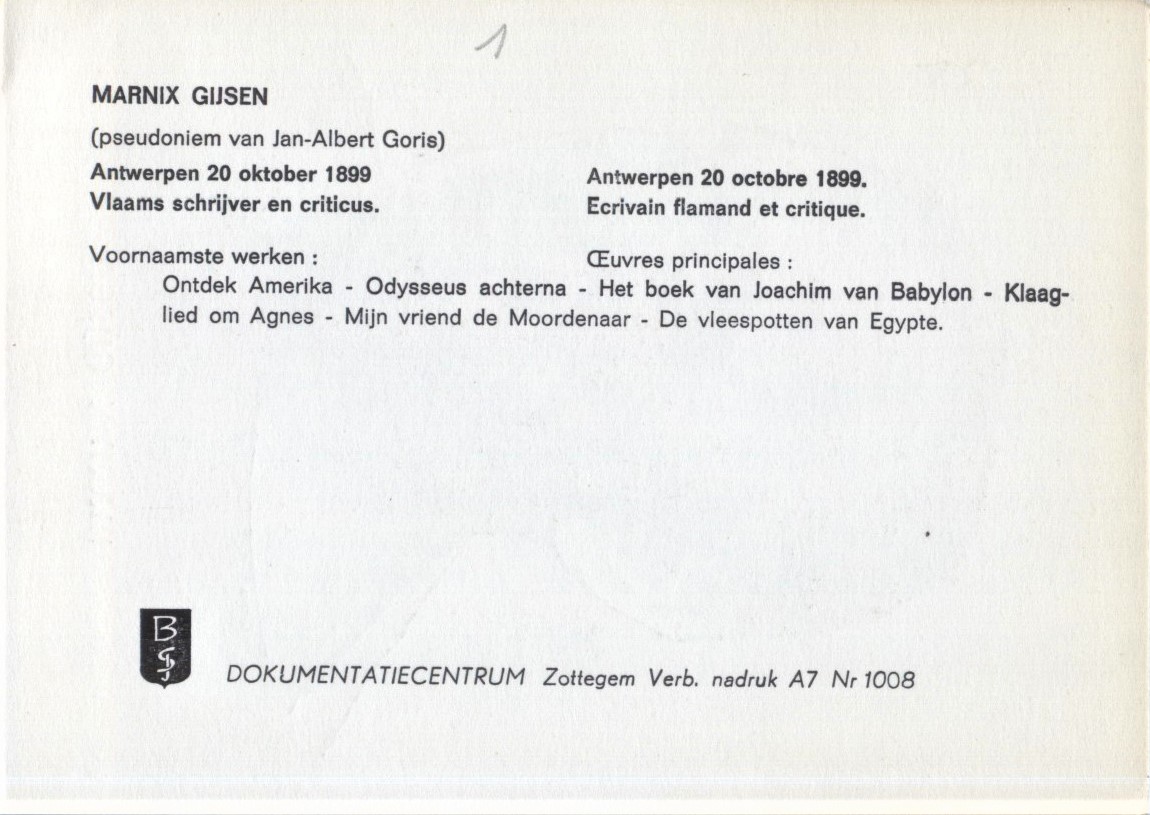 1
MARNIX GIJSEN
(pseudoniem van Jan-Albert Goris)
Antwerpen 20 oktober 1899
Vlaams schrijver en criticus.
Antwerpen 20 octobre 1899.
Ecrivain flamand et critique.
Voornaamste werken :
Œuvres principales :
Ontdek Amerika - Odysseus achterna - Het boek van Joachim van Babylon - Klaag-
lied om Agnes - Mijn vriend de Moordenaar - De vleespotten van Egypte.
B
DOKUMENTATIECENTRUM Zottegem Verb. nadruk A7 Nr 1008